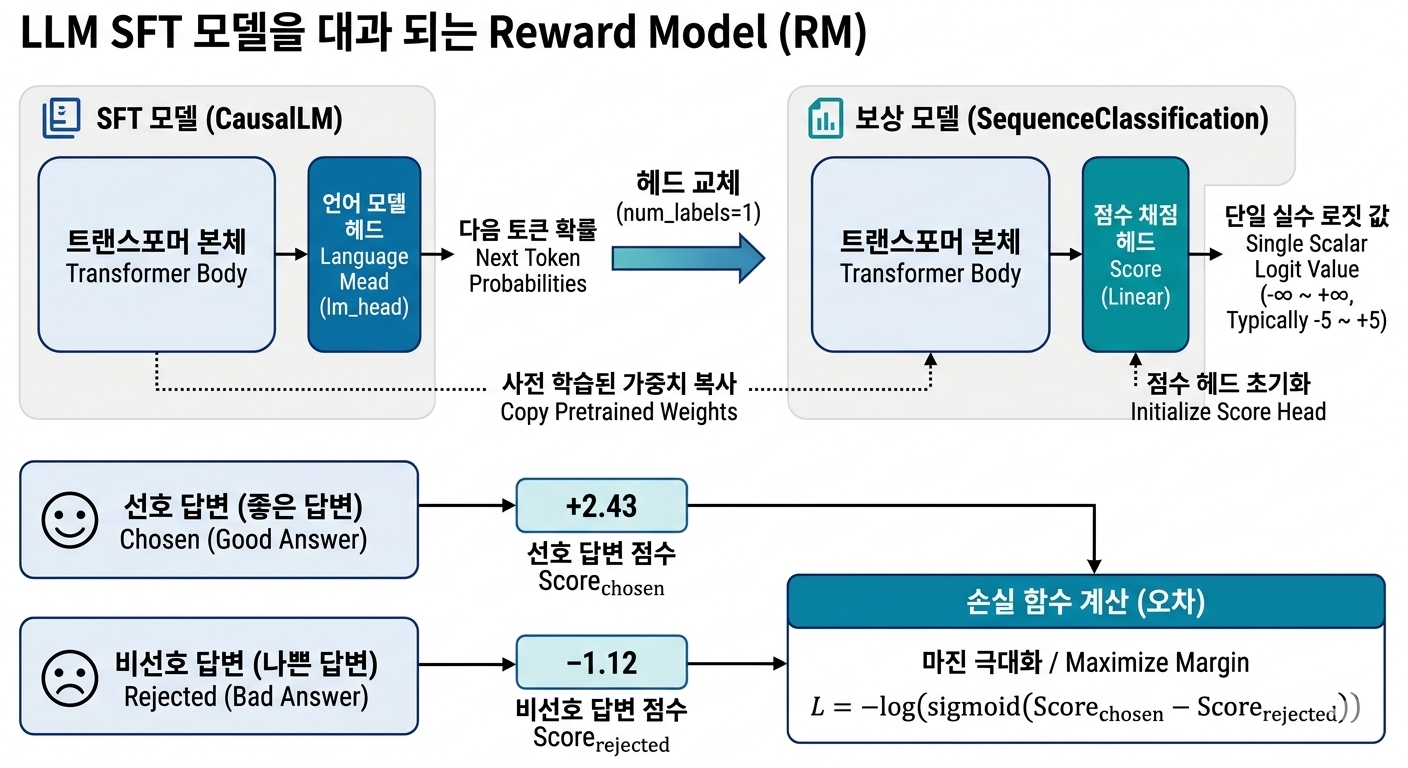 LLM SFT 모델을 대과 되는 Reward Model (RM)
SFT 모델 (CausalLM)
트랜스포머 본체
Transformer Body
언어 모델
헤드
Language
Mead
(lm_head)
다음 토큰 확률
Next Token
Probabilities
헤드 교체
(num_labels=1)
보상 모델 (SequenceClassification)
트랜스포머 본체
Transformer Body
점수 채점
헤드
Score
(Linear)
단일 실수 로짓 값
Single Scalar
Logit Value
(-∞ ~ +∞,
Typically -5 ~ +5)
사전 학습된 가중치 복사
Copy Pretrained Weights
점수 헤드 초기화
Initialize Score Head
선호 답변 (좋은 답변)
Chosen (Good Answer)
+2.43
선호 답변 점수
Score_chosen
비선호 답변 (나쁜 답변)
Rejected (Bad Answer)
−1.12
비선호 답변 점수
Score_rejected
손실 함수 계산 (오차)
마진 극대화 / Maximize Margin
L = −log(sigmoid(Score_chosen − Score_rejected))